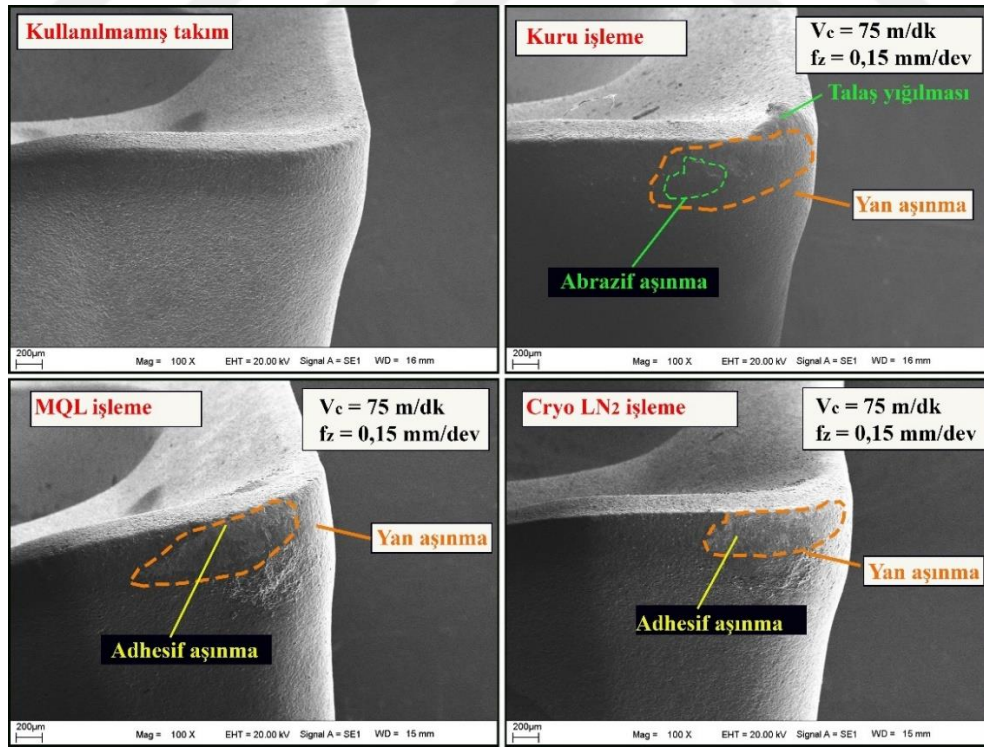 Kullanılmamış takım
200µm
Mag = 100 X EHT = 20.00 kV Signal A = SE1 WD = 16 mm
Kuru işleme
Vc = 75 m/dk
fz = 0,15 mm/dev
Talaş yığılması
Yan aşınma
Abrazif aşınma
200µm
Mag = 100 X EHT = 20.00 kV Signal A = SE1 WD = 16 mm
MQL işleme
Vc = 75 m/dk
fz = 0,15 mm/dev
Yan aşınma
Adhesif aşınma
200µm
Mag = 100 X EHT = 20.00 kV Signal A = SE1 WD = 15 mm
Cryo LN2 işleme
Vc = 75 m/dk
fz = 0,15 mm/dev
Yan aşınma
Adhesif aşınma
200µm
Mag = 100 X EHT = 20.00 kV Signal A = SE1 WD = 15 mm